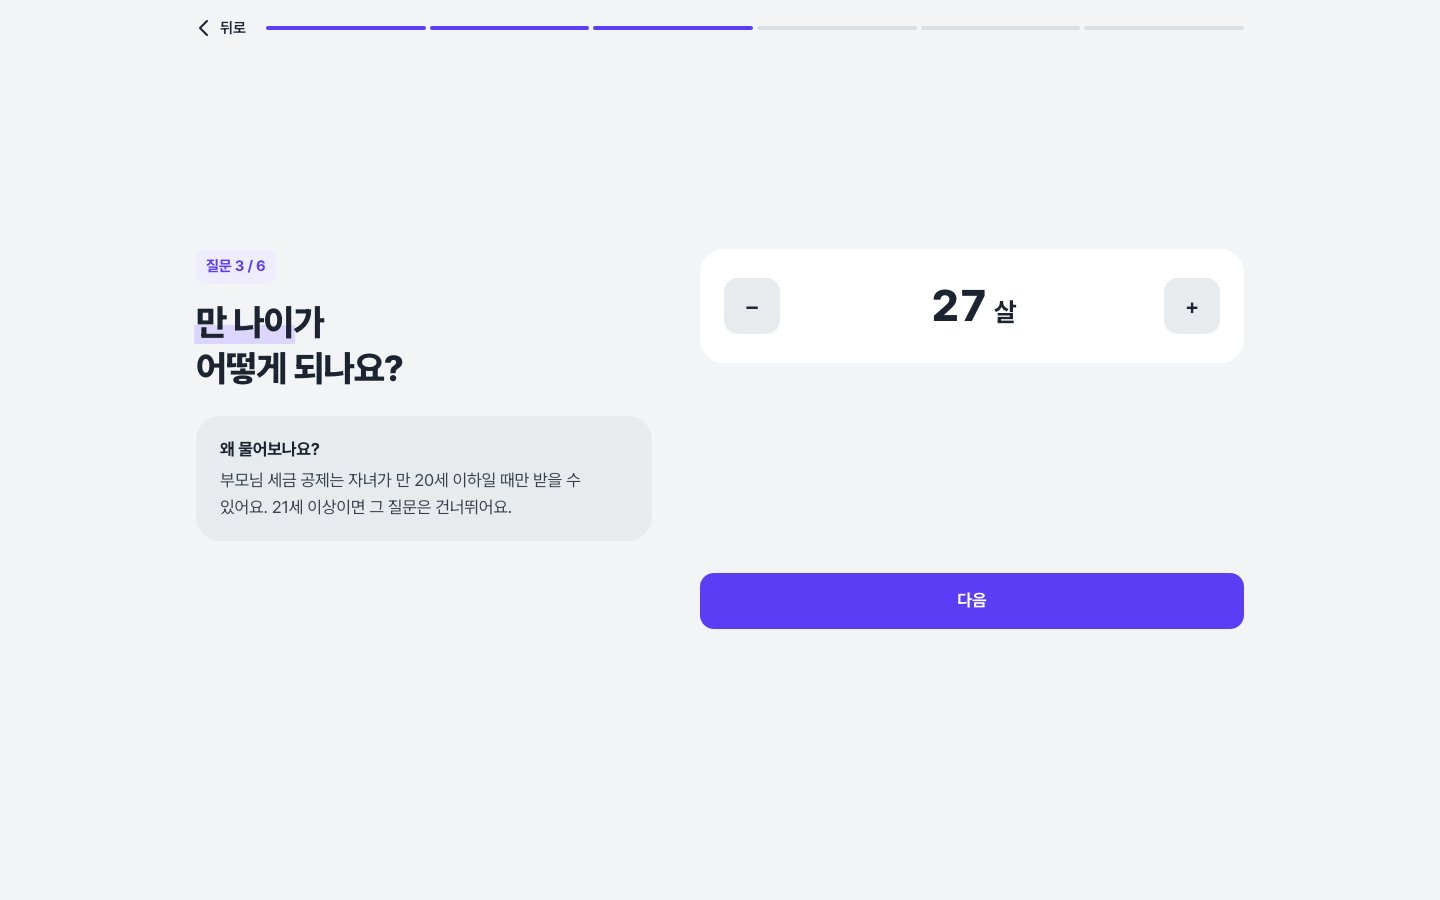 뒤로
질문 3 / 6
만 나이가
어떻게 되나요?
왜 물어보나요?
부모님 세금 공제는 자녀가 만 20세 이하일 때만 받을 수
있어요. 21세 이상이면 그 질문은 건너뛰어요.
− 27 살 +
다음